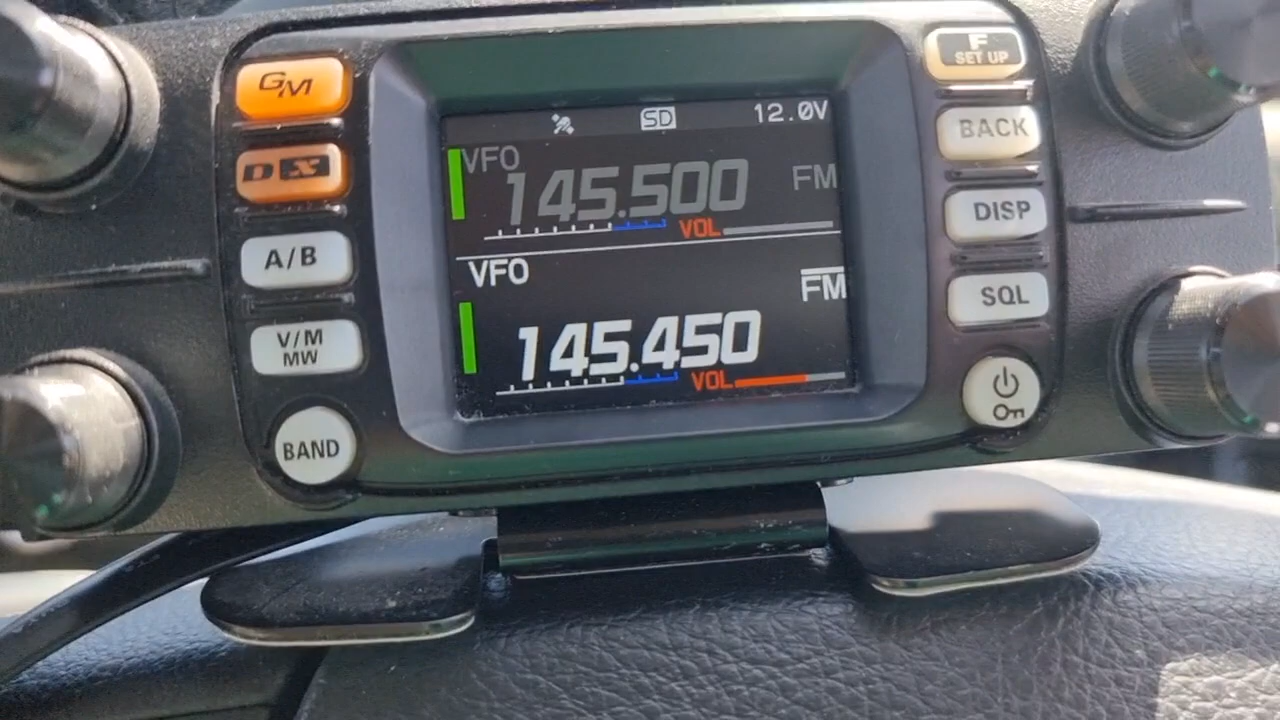 GM
DX
A/B
V/M
MW
BAND
SD 12.0V
VFO
145.500 FM
VOL
VFO
FM
145.450
VOL
F
SET UP
BACK
DISP
SQL